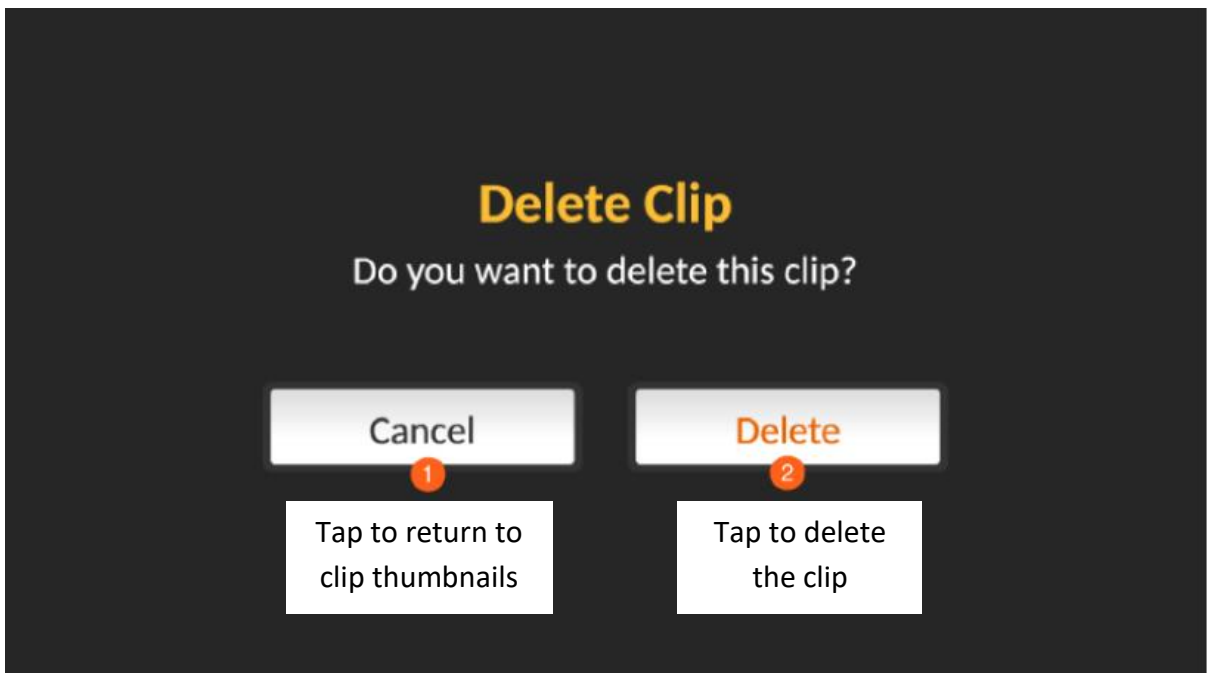 Delete Clip
Do you want to delete this clip?
Cancel
Delete
1
2
Tap to return to
clip thumbnails
Tap to delete
the clip